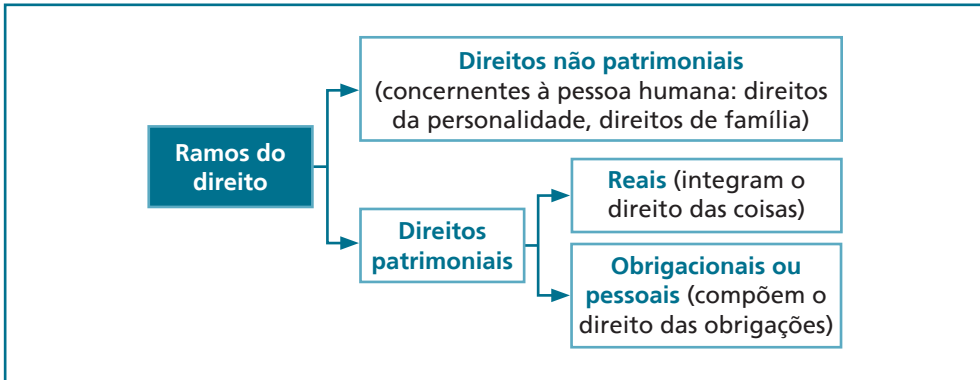 Ramos do
direito
Direitos não patrimoniais
(concernentes à pessoa humana: direitos
da personalidade, direitos de família)
Direitos
patrimoniais
Reais (integram o
direito das coisas)
Obrigacionais ou
pessoais (compõem o
direito das obrigações)